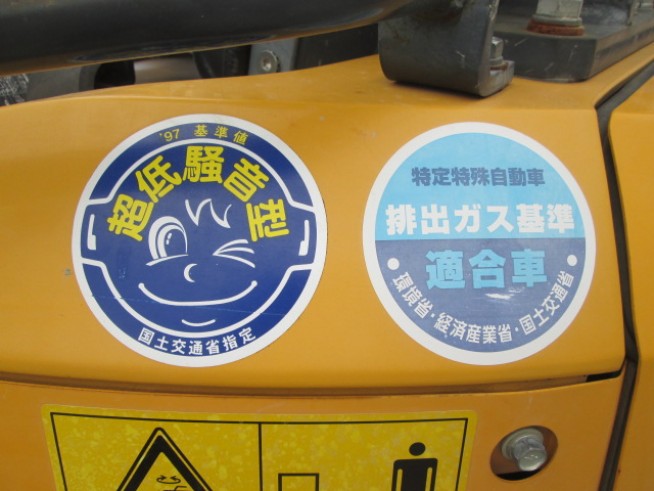 '97 基準値
超低騒音型
国土交通省指定
特定特殊自動車
排出ガス基準
適合車
環境省・経済産業省・国土交通省